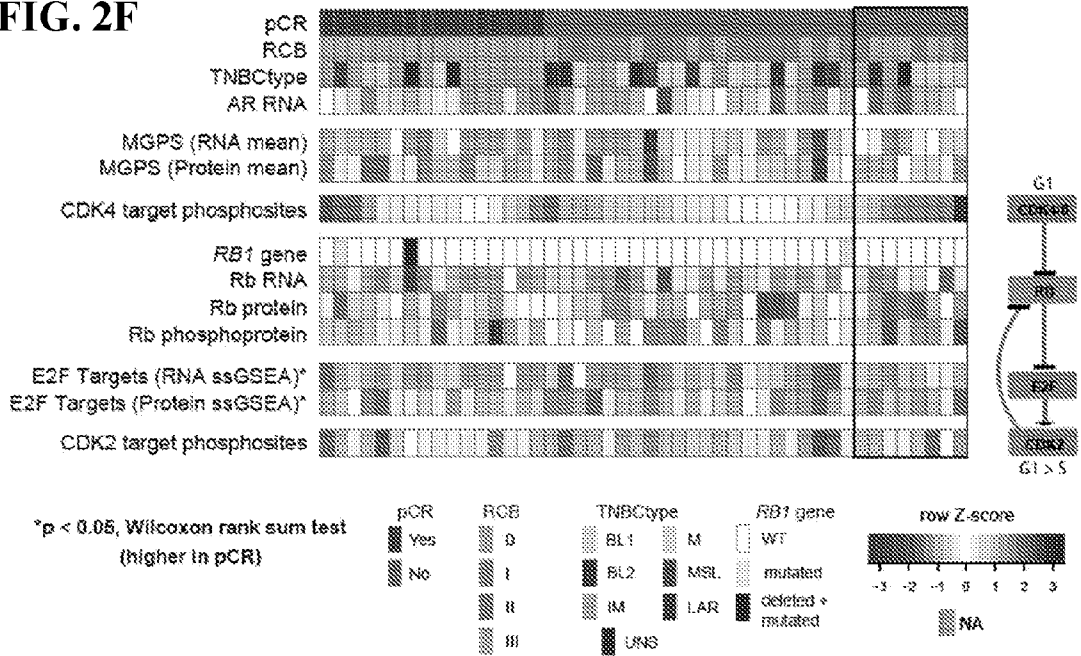 FIG. 2F
pCR
RCB
TNBCtype
AR RNA
MGPS (RNA mean)
MGPS (Protein mean)
CDK4 target phosphosites
RB1 gene
Rb RNA
Rb protein
Rb phosphoprotein
E2F Targets (RNA ssGSEA)*
E2F Targets (Protein ssGSEA)*
CDK2 target phosphosites
G1
CDK4/6
Rb
E2F
CDK2
G1 > S
*p < 0.05, Wilcoxon rank sum test
(higher in pCR)
pCR
Yes
No
RCB
0
I
II
III
TNBCtype
BL1
BL2
IM
UNS
M
MSL
LAR
RB1 gene
WT
mutated
deleted +
mutated
row Z-score
-3 -2 -1 0 1 2 3
NA